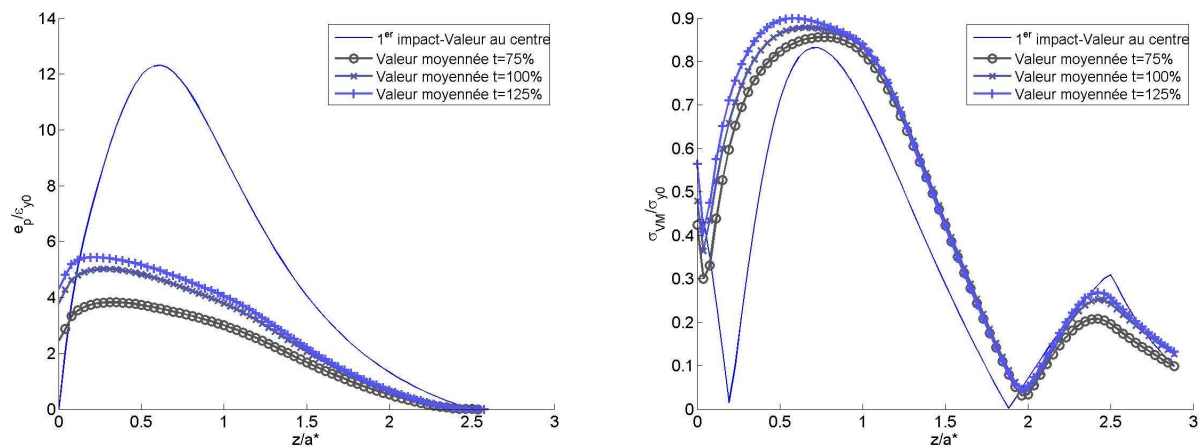 14
12
10
8
6
4
2
0
e_p/ε_y0
0
0.5
1
1.5
2
2.5
3
z/a*
1er impact-Valeur au centre
Valeur moyennée t=75%
Valeur moyennée t=100%
Valeur moyennée t=125%
0.9
0.8
0.7
0.6
0.5
0.4
0.3
0.2
0.1
0
σ_VM/σ_y0
0
0.5
1
1.5
2
2.5
3
z/a*
1er impact-Valeur au centre
Valeur moyennée t=75%
Valeur moyennée t=100%
Valeur moyennée t=125%